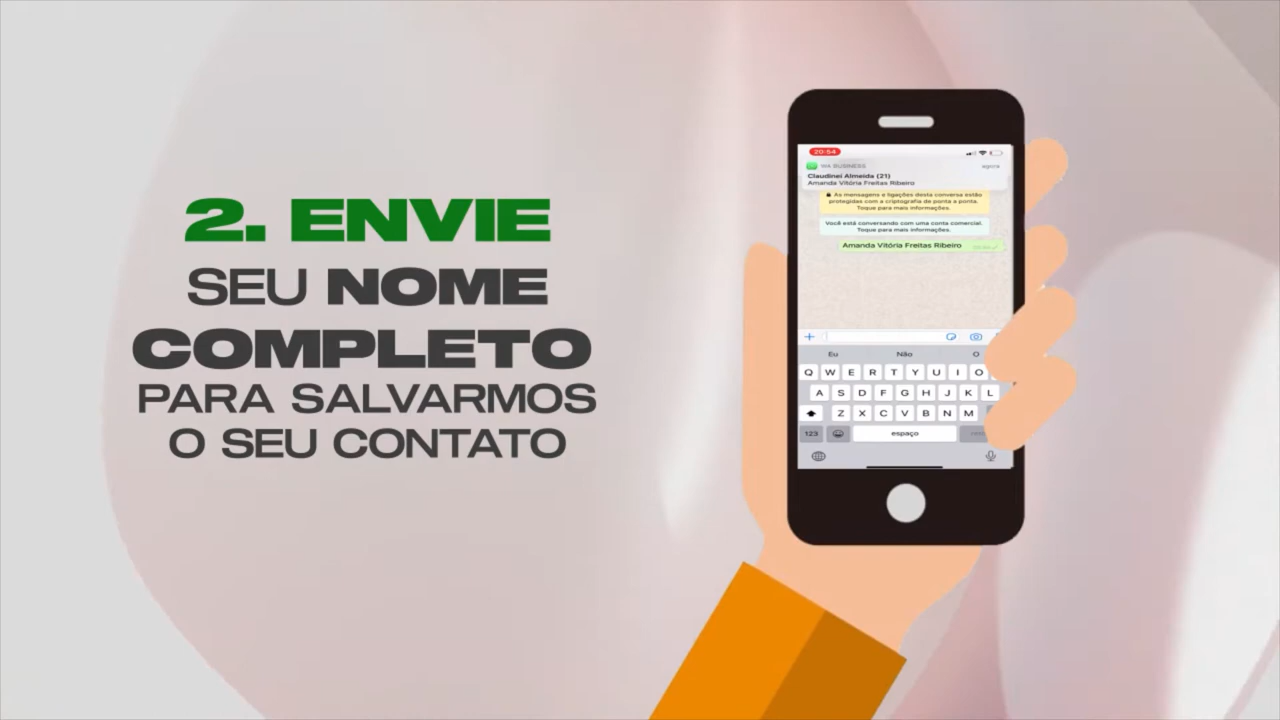 2. ENVIE
SEU NOME
COMPLETO
PARA SALVARMOS
O SEU CONTATO
20:54
WA BUSINESS
agora
Claudinei Almeida (21)
Amanda Vitória Freitas Ribeiro
As mensagens e ligações desta conversa estão
protegidas com a criptografia de ponta a ponta.
Toque para mais informações.
Você está conversando com uma conta comercial.
Toque para mais informações.
Amanda Vitória Freitas Ribeiro
Eu Não O
Q W E R T Y U I O
A S D F G H J K L
Z X C V B N M
123 espaço